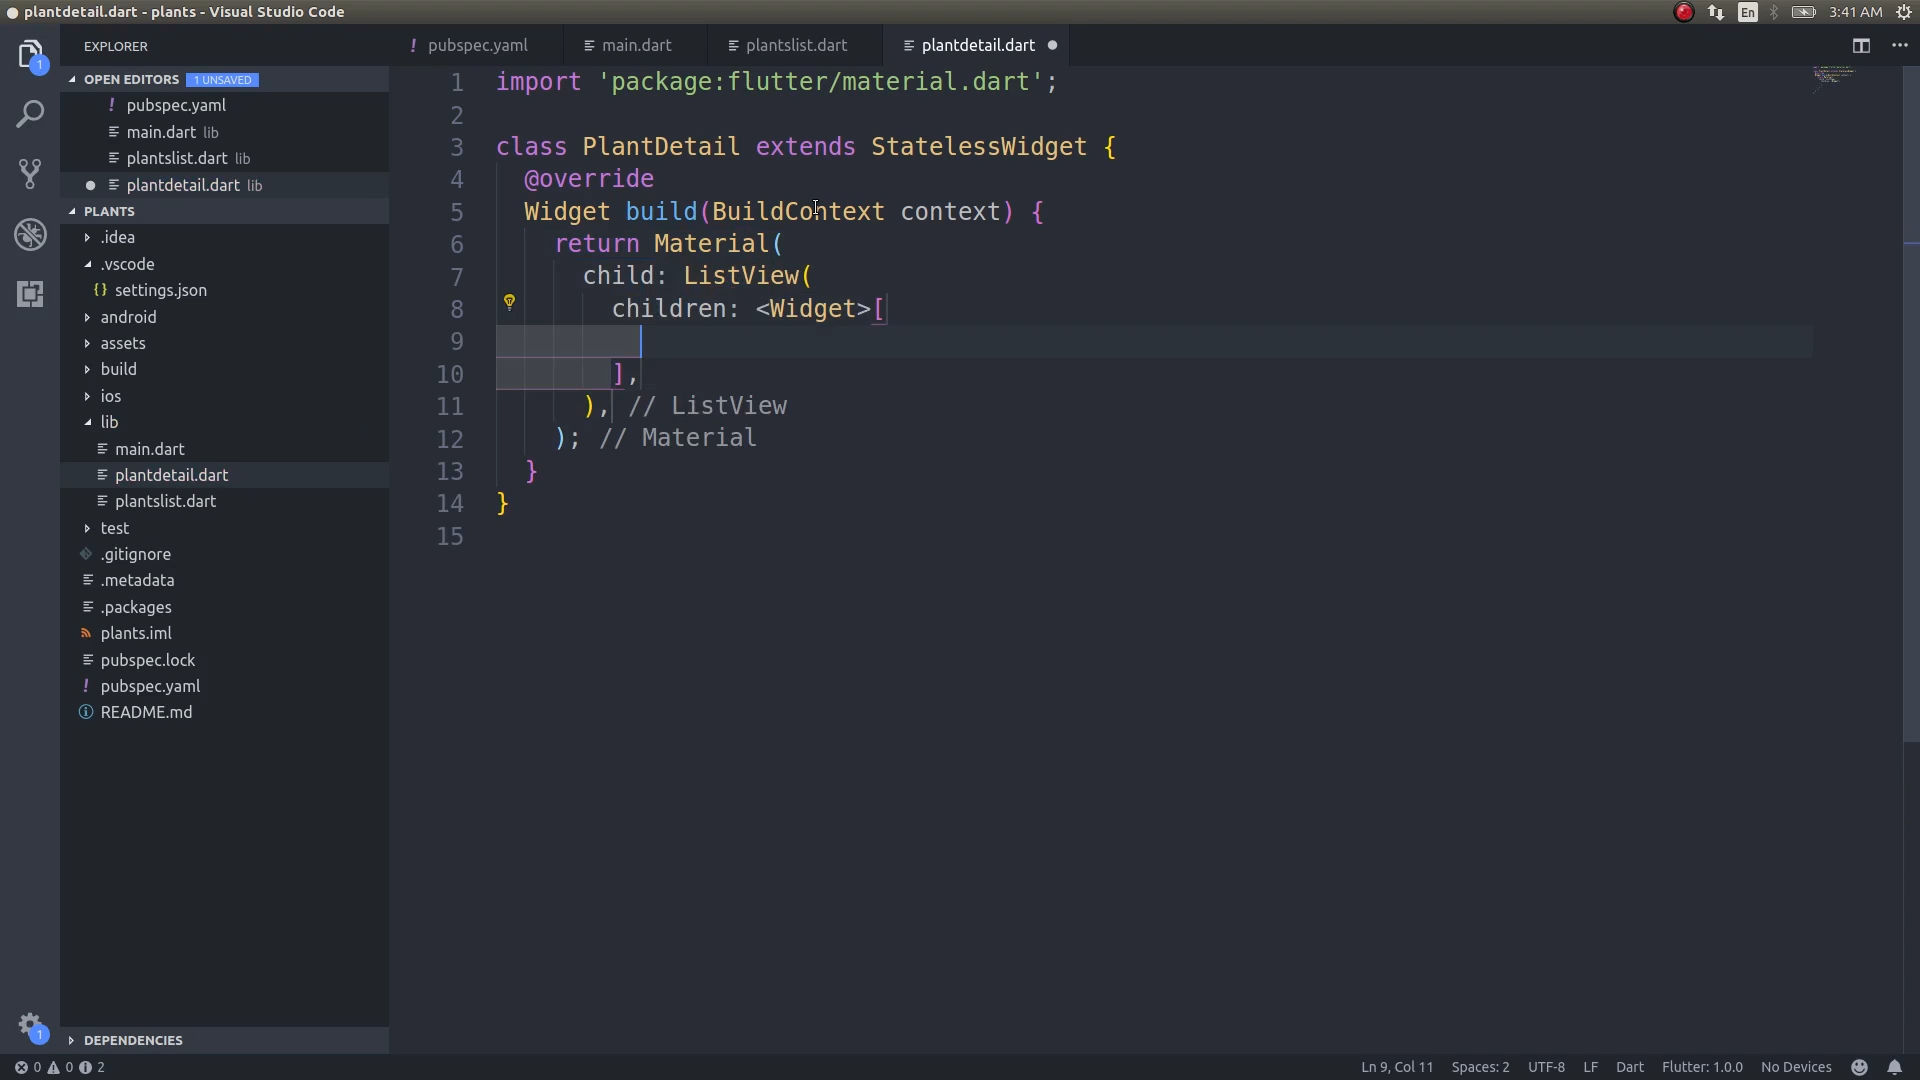 plantdetail.dart - plants - Visual Studio Code
En
3:41 AM
EXPLORER
pubspec.yaml
main.dart
plantslist.dart
plantdetail.dart
OPEN EDITORS 1 UNSAVED
! pubspec.yaml
main.dart lib
plantslist.dart lib
plantdetail.dart lib
PLANTS
.idea
.vscode
{} settings.json
android
assets
build
ios
lib
main.dart
plantdetail.dart
plantslist.dart
test
.gitignore
.metadata
.packages
plants.iml
pubspec.lock
! pubspec.yaml
README.md
DEPENDENCIES
1
1
1 import 'package:flutter/material.dart';
2
3 class PlantDetail extends StatelessWidget {
4 @override
5 Widget build(BuildContext context) {
6 return Material(
7 child: ListView(
8 children: <Widget>[
9
10 ],
11 ), // ListView
12 ); // Material
13 }
14 }
15
0 0 2
Ln 9, Col 11 Spaces: 2 UTF-8 LF Dart Flutter: 1.0.0 No Devices